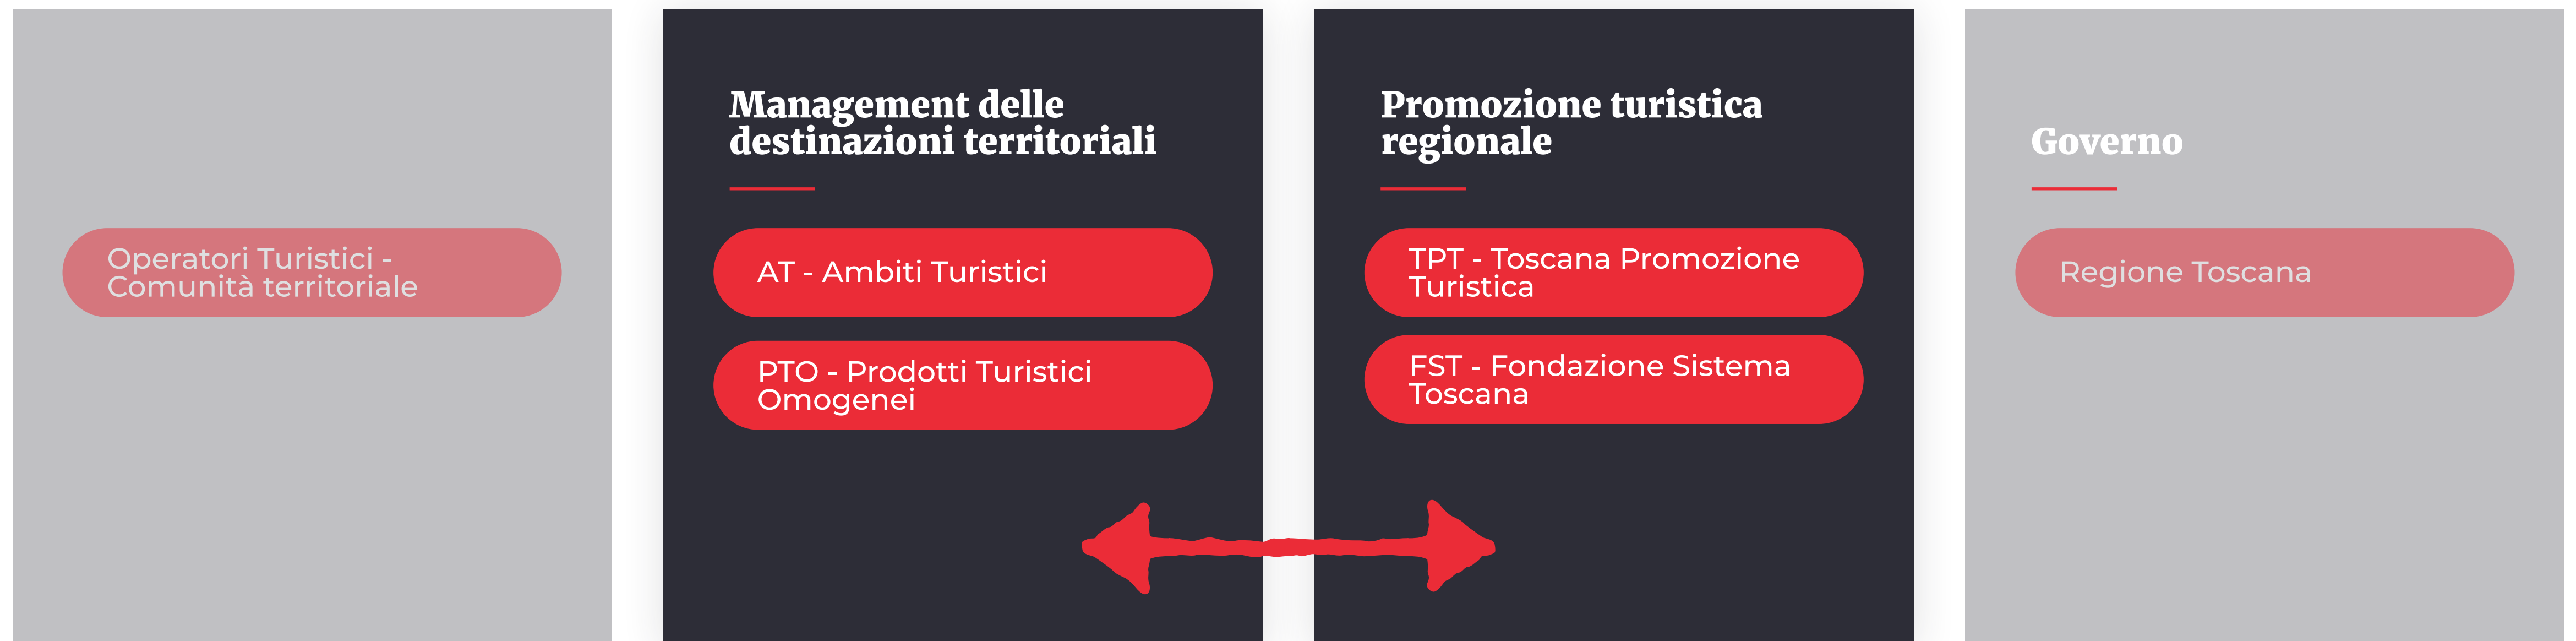 Operatori Turistici -
Comunità territoriale
Management delle
destinazioni territoriali
AT - Ambiti Turistici
PTO - Prodotti Turistici
Omogenei
Promozione turistica
regionale
TPT - Toscana Promozione
Turistica
FST - Fondazione Sistema
Toscana
Governo
Regione Toscana